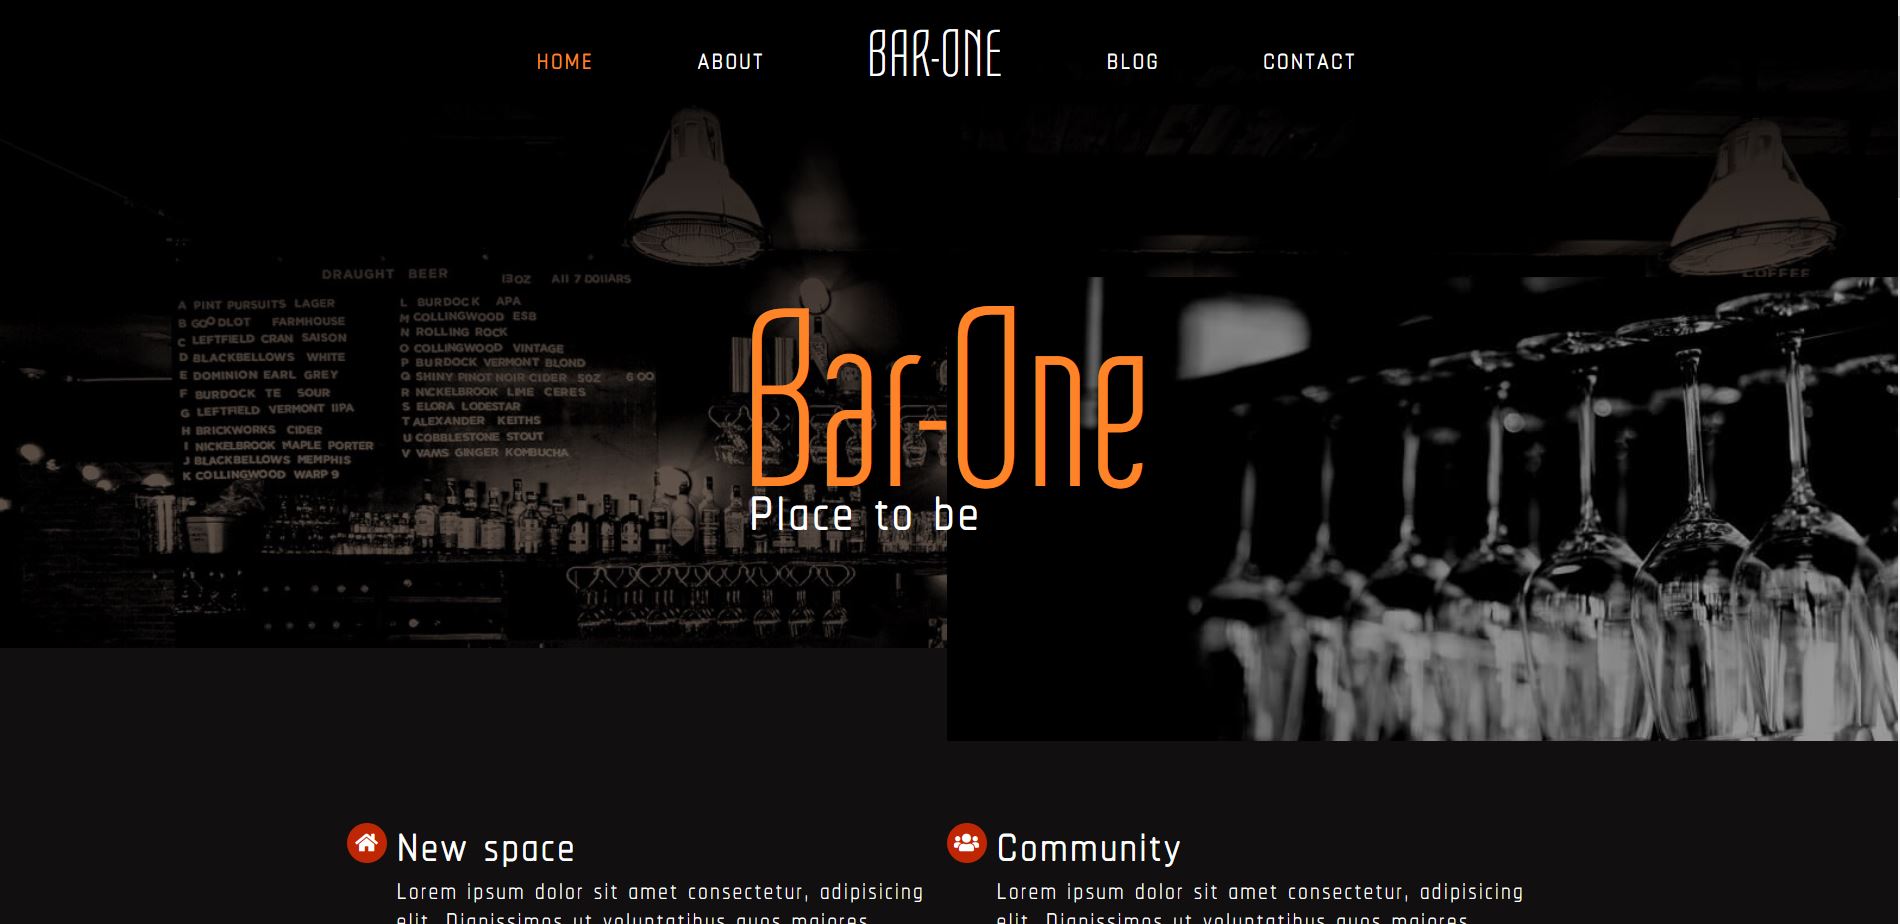 HOME
ABOUT
BAR-ONE
BLOG
CONTACT
DRAUGHT BEER
13OZ All 7 DOllARS
A PINT PURSUITS LAGER
B GOODLOT FARMHOUSE
C LEFTFIELD CRAN SAISON
D BLACKBELLOWS WHITE
E DOMINION EARL GREY
F BURDOCK TE SOUR
G LEFTFIELD VERMONT IIPA
H BRICKWORKS CIDER
I NICKELBROOK MAPLE PORTER
J BLACKBELLOWS MEMPHIS
K COLLINGWOOD WARP 9
L BURDOCK APA
M COLLINGWOOD ESB
N ROLLING ROCK
O COLLINGWOOD VINTAGE
P BURDOCK VERMONT BLOND
Q SHINY PINOT NOIR CIDER 5OZ 6 00
R NICKELBROOK LIME CERES
S ELORA LODESTAR
T ALEXANDER KEITHS
U COBBLESTONE STOUT
V VAMS GINGER KOMBUCHA
COFFEE
Bar-One
Place to be
New space
Lorem ipsum dolor sit amet consectetur, adipisicing
elit. Dignissimos ut voluptatibus quos maiores
Community
Lorem ipsum dolor sit amet consectetur, adipisicing
elit. Dignissimos ut voluptatibus quos maiores